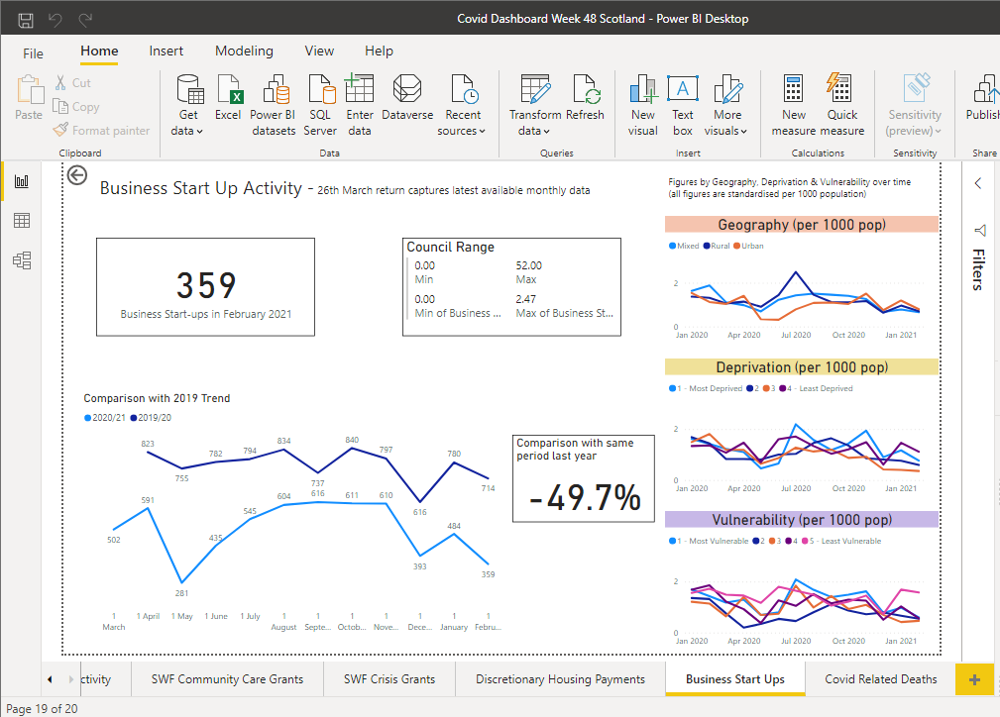 Covid Dashboard Week 48 Scotland - Power BI Desktop
File Home Insert Modeling View Help
Paste
Cut
Copy
Format painter
Clipboard
Get data
Excel
Power BI datasets
SQL Server
Enter data
Dataverse
Recent sources
Data
Transform data
Refresh
Queries
New visual
Text box
More visuals
Insert
New measure
Quick measure
Calculations
Sensitivity (preview)
Sensitivity
Publish
Share
Business Start Up Activity - 26th March return captures latest available monthly data
359
Business Start-ups in February 2021
Council Range
0.00 52.00
Min Max
0.00 2.47
Min of Business ... Max of Business St...
Comparison with 2019 Trend
2020/21 2019/20
823 755 782 794 834 737 840 797 616 780 714
502 591 281 435 545 604 616 611 610 393 484 359
1 March
1 April
1 May
1 June
1 July
1 August
1 Septe...
1 Octob...
1 Nove...
1 Dece...
1 January
1 Febru...
Comparison with same
period last year
-49.7%
Figures by Geography, Deprivation & Vulnerability over time
(all figures are standardised per 1000 population)
Geography (per 1000 pop)
Mixed Rural Urban
2
0
Jan 2020 Apr 2020 Jul 2020 Oct 2020 Jan 2021
Deprivation (per 1000 pop)
1 - Most Deprived 2 3 4 - Least Deprived
2
0
Jan 2020 Apr 2020 Jul 2020 Oct 2020 Jan 2021
Vulnerability (per 1000 pop)
1 - Most Vulnerable 2 3 4 5 - Least Vulnerable
2
0
Jan 2020 Apr 2020 Jul 2020 Oct 2020 Jan 2021
Filters
ctivity
SWF Community Care Grants
SWF Crisis Grants
Discretionary Housing Payments
Business Start Ups
Covid Related Deaths
+
Page 19 of 20